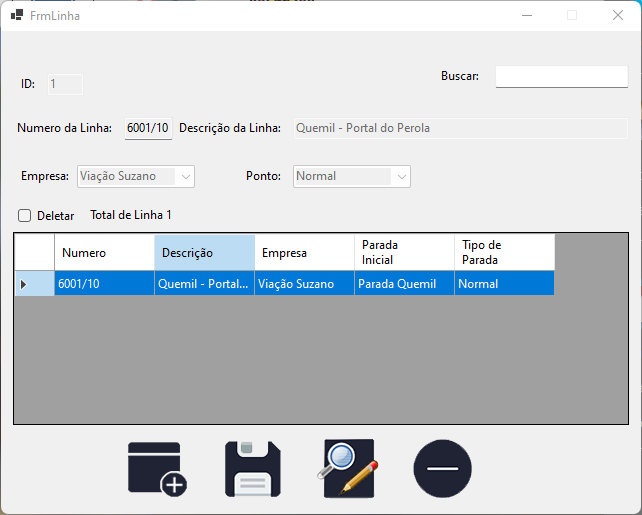 FrmLinha
Buscar:
ID: 1
Numero da Linha: 6001/10 Descrição da Linha: Quemil - Portal do Perola
Empresa: Viação Suzano Ponto: Normal
Deletar Total de Linha 1
Numero Descrição Empresa Parada Inicial Tipo de Parada
6001/10 Quemil - Portal... Viação Suzano Parada Quemil Normal